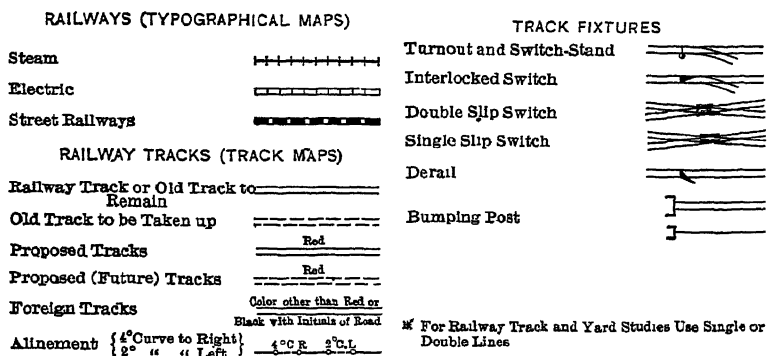 RAILWAYS (TYPOGRAPHICAL MAPS)
Steam
Electric
Street Railways
RAILWAY TRACKS (TRACK MAPS)
Railway Track or Old Track to
Remain
Old Track to be Taken up
Proposed Tracks Red
Proposed (Future) Tracks Red
Foreign Tracks Color other than Red or
Black with Initials of Road
Alinement {4°Curve to Right}
{2° " " Left } 4°C R 2°C.L
TRACK FIXTURES
Turnout and Switch-Stand
Interlocked Switch
Double Slip Switch
Single Slip Switch
Derail
Bumping Post
* For Railway Track and Yard Studies Use Single or
Double Lines